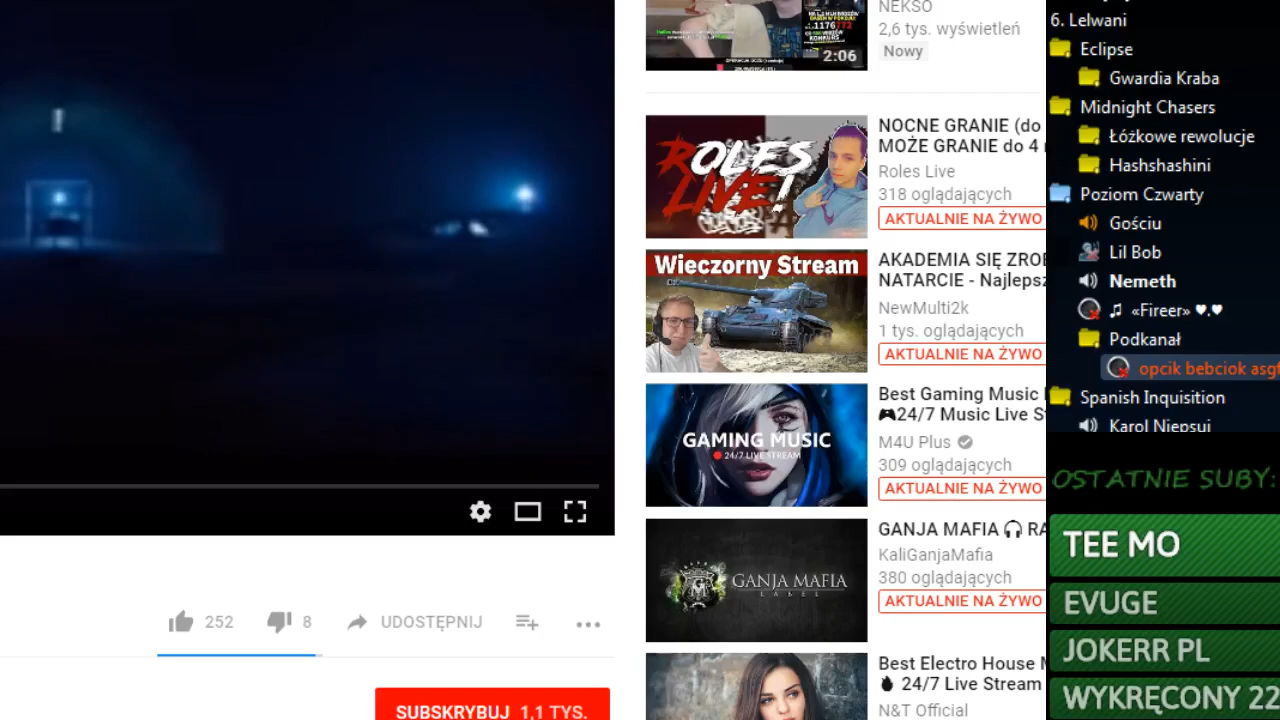 NEKSO
2,6 tys. wyświetleń
Nowy
2:06
NOCNE GRANIE (do
MOŻE GRANIE do 4
Roles Live
318 oglądających
AKTUALNIE NA ŻYWO
ROLES
LIVE!
AKADEMIA SIĘ ZROB
NATARCIE - Najlepsz
NewMulti2k
1 tys. oglądających
AKTUALNIE NA ŻYWO
Wieczorny Stream
Best Gaming Music
24/7 Music Live St
M4U Plus
309 oglądających
AKTUALNIE NA ŻYWO
GAMING MUSIC
24/7 LIVE STREAM
GANJA MAFIA RA
KaliGanjaMafia
380 oglądających
AKTUALNIE NA ŻYWO
GANJA MAFIA
LABEL
Best Electro House M
24/7 Live Stream
N&T Official
252
8
UDOSTĘPNIJ
SUBSKRYBUJ 1,1 TYS.
6. Lelwani
Eclipse
Gwardia Kraba
Midnight Chasers
Łóżkowe rewolucje
Hashshashini
Poziom Czwarty
Gościu
Lil Bob
Nemeth
♫ «Fireer» ♥.♥
Podkanał
opcik bebciok asgf
Spanish Inquisition
Karol Niepsuj
OSTATNIE SUBY:
TEE MO
EVUGE
JOKERR PL
WYKRĘCONY 22